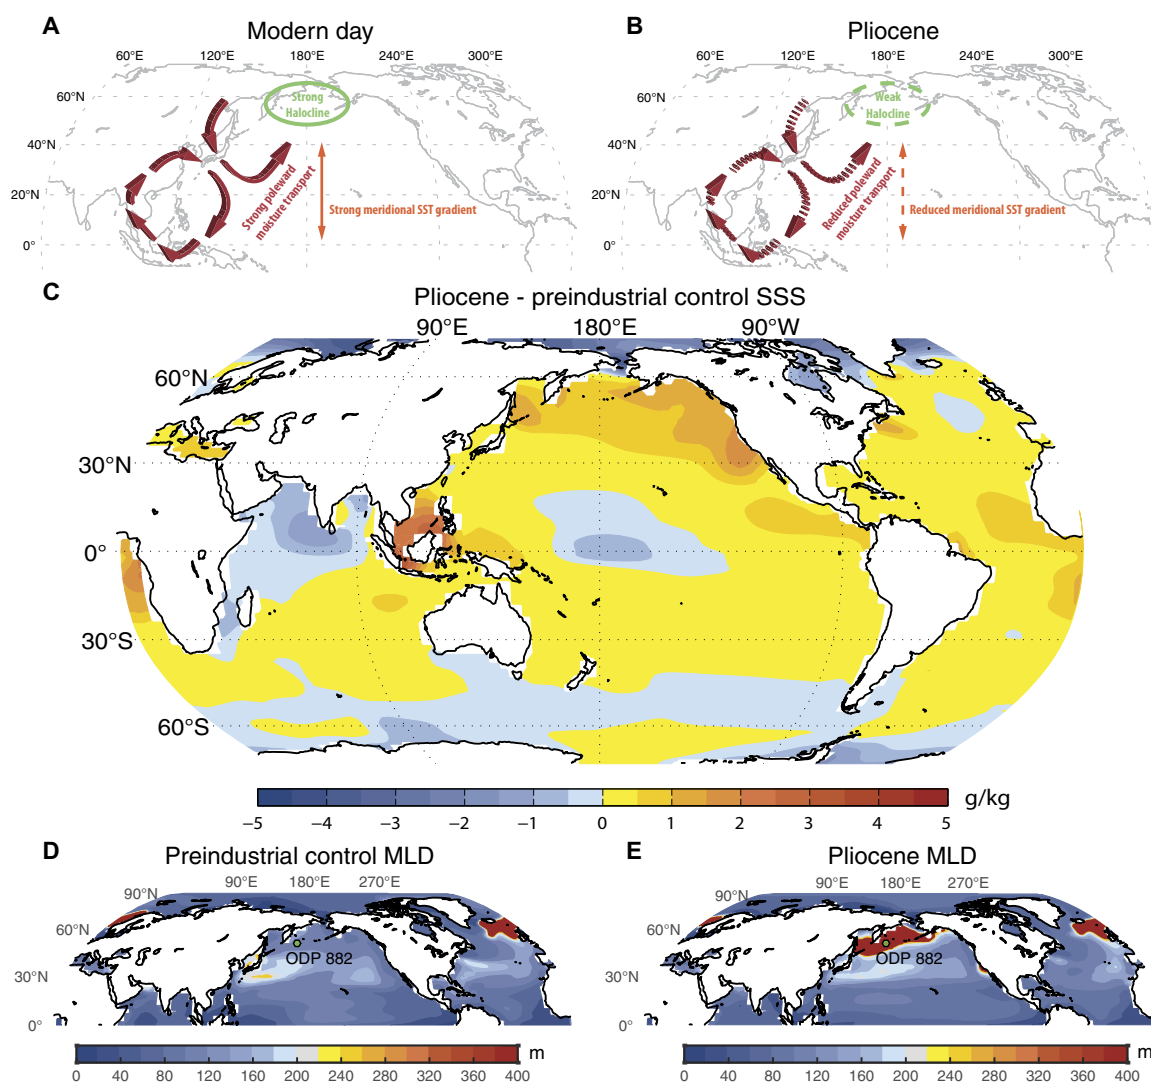 A
Modern day
60°E
120°E
180°E
240°E
300°E
60°N
40°N
20°N
0°
Strong
Halocline
Strong poleward
moisture transport
Strong meridional SST gradient
B
Pliocene
60°E
120°E
180°E
240°E
300°E
60°N
40°N
20°N
0°
Weak
Halocline
Reduced poleward
moisture transport
Reduced meridional SST gradient
C
Pliocene - preindustrial control SSS
90°E
180°E
90°W
60°N
30°N
0°
30°S
60°S
−5 −4 −3 −2 −1 0 1 2 3 4 5
g/kg
D
Preindustrial control MLD
90°E
180°E
270°E
90°N
60°N
30°N
0°
ODP 882
0 40 80 120 160 200 240 280 320 360 400
m
E
Pliocene MLD
90°E
180°E
270°E
90°N
60°N
30°N
0°
ODP 882
0 40 80 120 160 200 240 280 320 360 400
m